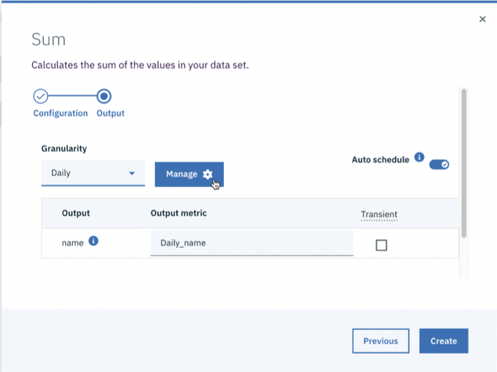 Sum
Calculates the sum of the values in your data set.
Configuration Output
Granularity
Auto schedule
Daily
Manage
Output Output metric Transient
name Daily_name
Previous Create